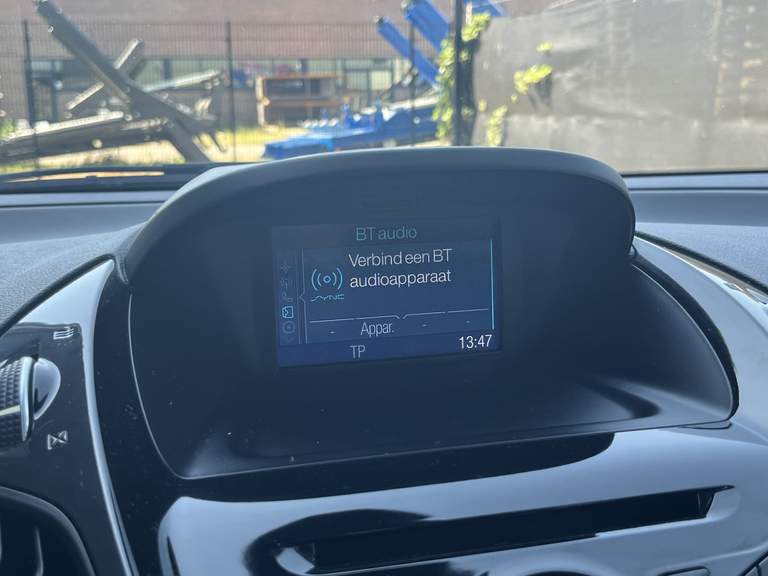 BT audio
Verbind een BT
audioapparaat
SYNC
- Appar. - -
TP 13:47